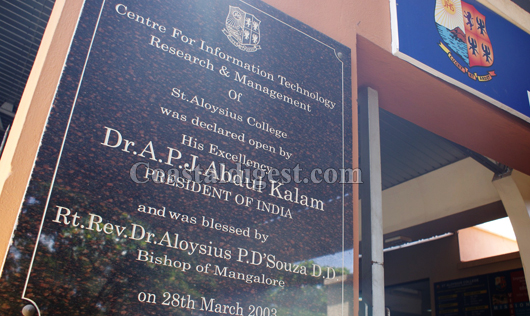 Centre For Information Technology
Research & Management
Of
St.Aloysius College
was declared open by
His Excellency
Dr.A.P.J.Abdul Kalam
Coastaldigest.com
PRESIDENT OF INDIA
and was blessed by
Rt.Rev.Dr.Aloysius P.D'Souza D.D
Bishop of Mangalore
on 28th March 2003